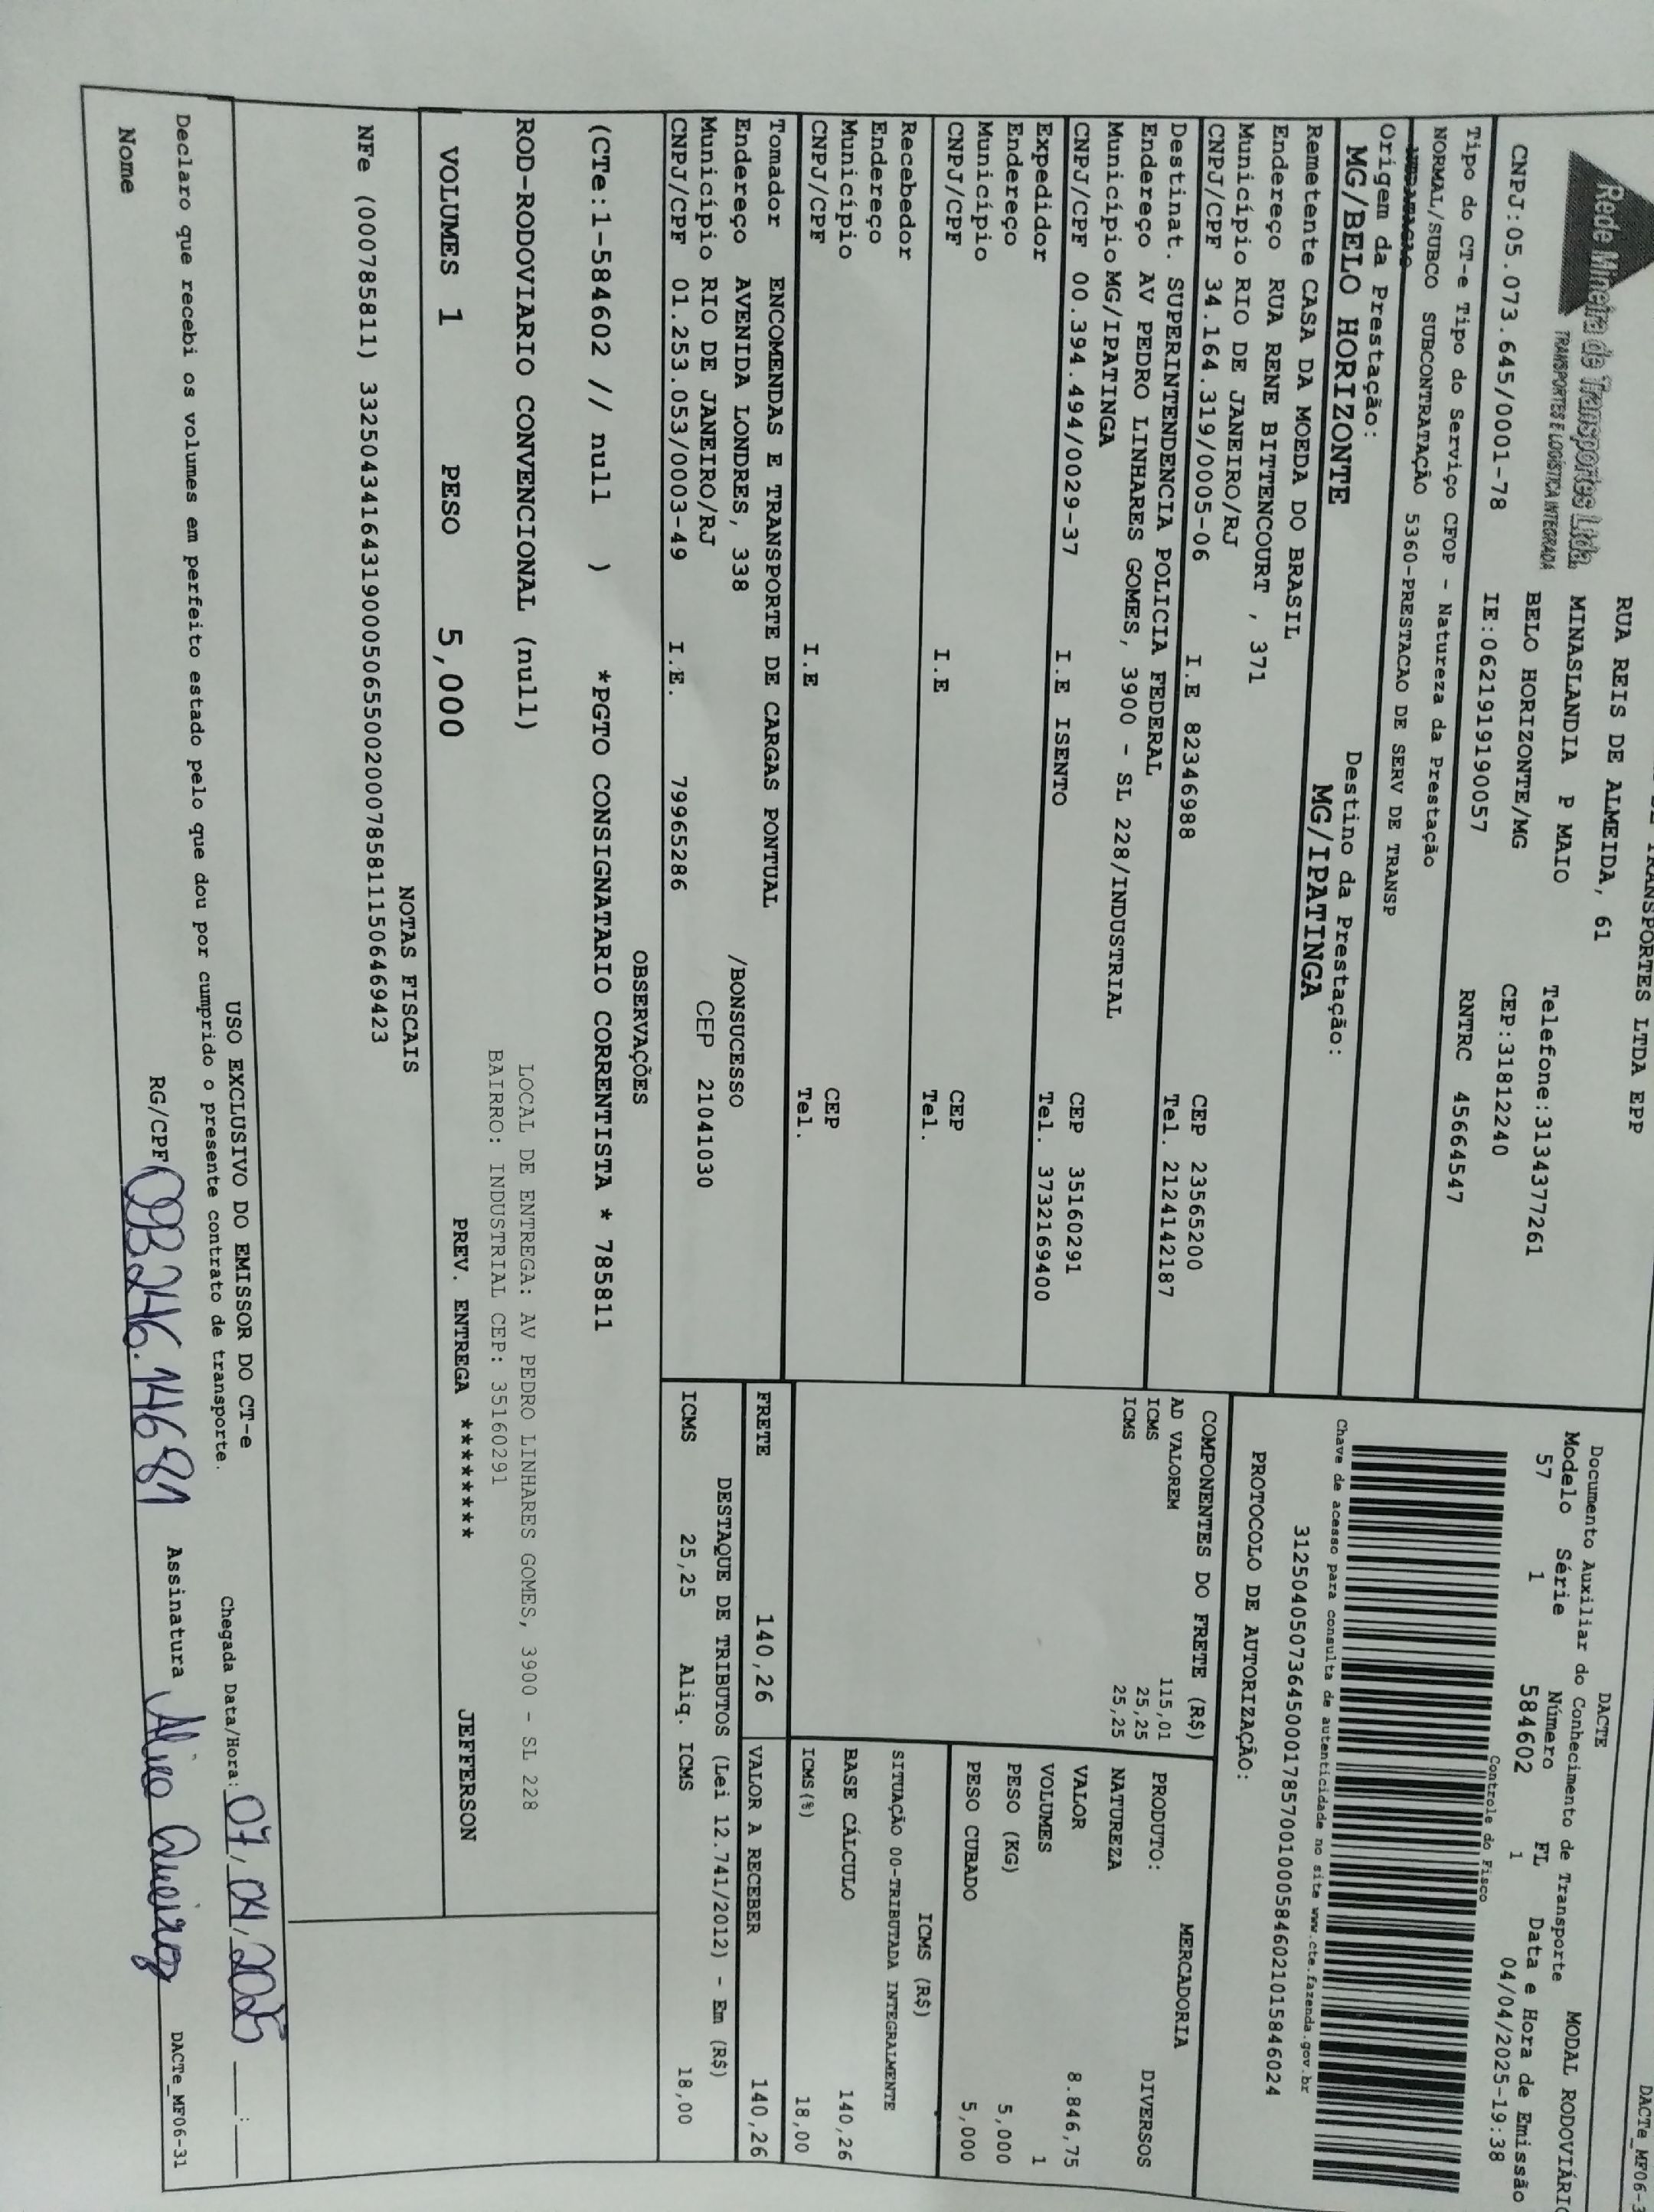 DACTe_MF06-3
TRANSPORTES LTDA EPP
Rede Mineira de Transportes Ltda.
TRANSPORTES E LOGÍSTICA INTEGRADA
RUA REIS DE ALMEIDA, 61
MINASLANDIA P MAIO Telefone:3134377261
BELO HORIZONTE/MG CEP:31812240
CNPJ:05.073.645/0001-78 IE:0621919190057 RNTRC 45664547
DACTE
Documento Auxiliar do Conhecimento de Transporte MODAL RODOVIÁRIO
Modelo Série Número FL Data e Hora de Emissão
57 1 584602 1 04/04/2025-19:38
Controle do Fisco
Tipo do CT-e Tipo do Serviço CFOP - Natureza da Prestação
NORMAL/SUBCO SUBCONTRATAÇÃO 5360-PRESTACAO DE SERV DE TRANSP
Origem da Prestação: Destino da Prestação:
MG/BELO HORIZONTE MG/IPATINGA
Chave de acesso para consulta de autenticidade no site www.cte.fazenda.gov.br
31250405073645000178570010005846021015846024
PROTOCOLO DE AUTORIZAÇÃO:
Remetente CASA DA MOEDA DO BRASIL
Endereço RUA RENE BITTENCOURT , 371
Município RIO DE JANEIRO/RJ CEP 23565200
CNPJ/CPF 34.164.319/0005-06 I.E 82346988 Tel. 2124142187
Destinat. SUPERINTENDENCIA POLICIA FEDERAL
Endereço AV PEDRO LINHARES GOMES, 3900 - SL 228/INDUSTRIAL
Município MG/IPATINGA CEP 35160291
CNPJ/CPF 00.394.494/0029-37 I.E ISENTO Tel. 3732169400
Expedidor
Endereço
Município CEP
CNPJ/CPF I.E Tel.
Recebedor
Endereço
Município CEP
CNPJ/CPF I.E Tel.
Tomador ENCOMENDAS E TRANSPORTE DE CARGAS PONTUAL
Endereço AVENIDA LONDRES, 338 /BONSUCESSO
Município RIO DE JANEIRO/RJ CEP 21041030
CNPJ/CPF 01.253.053/0003-49 I.E. 79965286
COMPONENTES DO FRETE (R$)
AD VALOREM 115,01
ICMS 25,25
ICMS 25,25
MERCADORIA
PRODUTO: DIVERSOS
NATUREZA
VALOR 8.846,75
VOLUMES 1
PESO (KG) 5,000
PESO CUBADO 5,000
ICMS (R$)
SITUAÇÃO 00-TRIBUTADA INTEGRALMENTE
BASE CÁLCULO 140,26
ICMS(%) 18,00
FRETE 140,26 VALOR A RECEBER 140,26
DESTAQUE DE TRIBUTOS (Lei 12.741/2012) - Em (R$)
ICMS 25,25 Aliq. ICMS 18,00
OBSERVAÇÕES
(CTe:1-584602 // null ) *PGTO CONSIGNATARIO CORRENTISTA * 785811
ROD-RODOVIARIO CONVENCIONAL (null)
LOCAL DE ENTREGA: AV PEDRO LINHARES GOMES, 3900 - SL 228
BAIRRO: INDUSTRIAL CEP: 35160291
VOLUMES 1 PESO 5,000 PREV. ENTREGA ******** JEFFERSON
NOTAS FISCAIS
NFe (000785811) 33250434164319000506550020007858111506469423
USO EXCLUSIVO DO EMISSOR DO CT-e
Declaro que recebi os volumes em perfeito estado pelo que dou por cumprido o presente contrato de transporte.
Chegada Data/Hora: 07/04/2025 __:__
Nome RG/CPF 098246.14681 Assinatura Aline Queiroz
DACTe_MF06-31